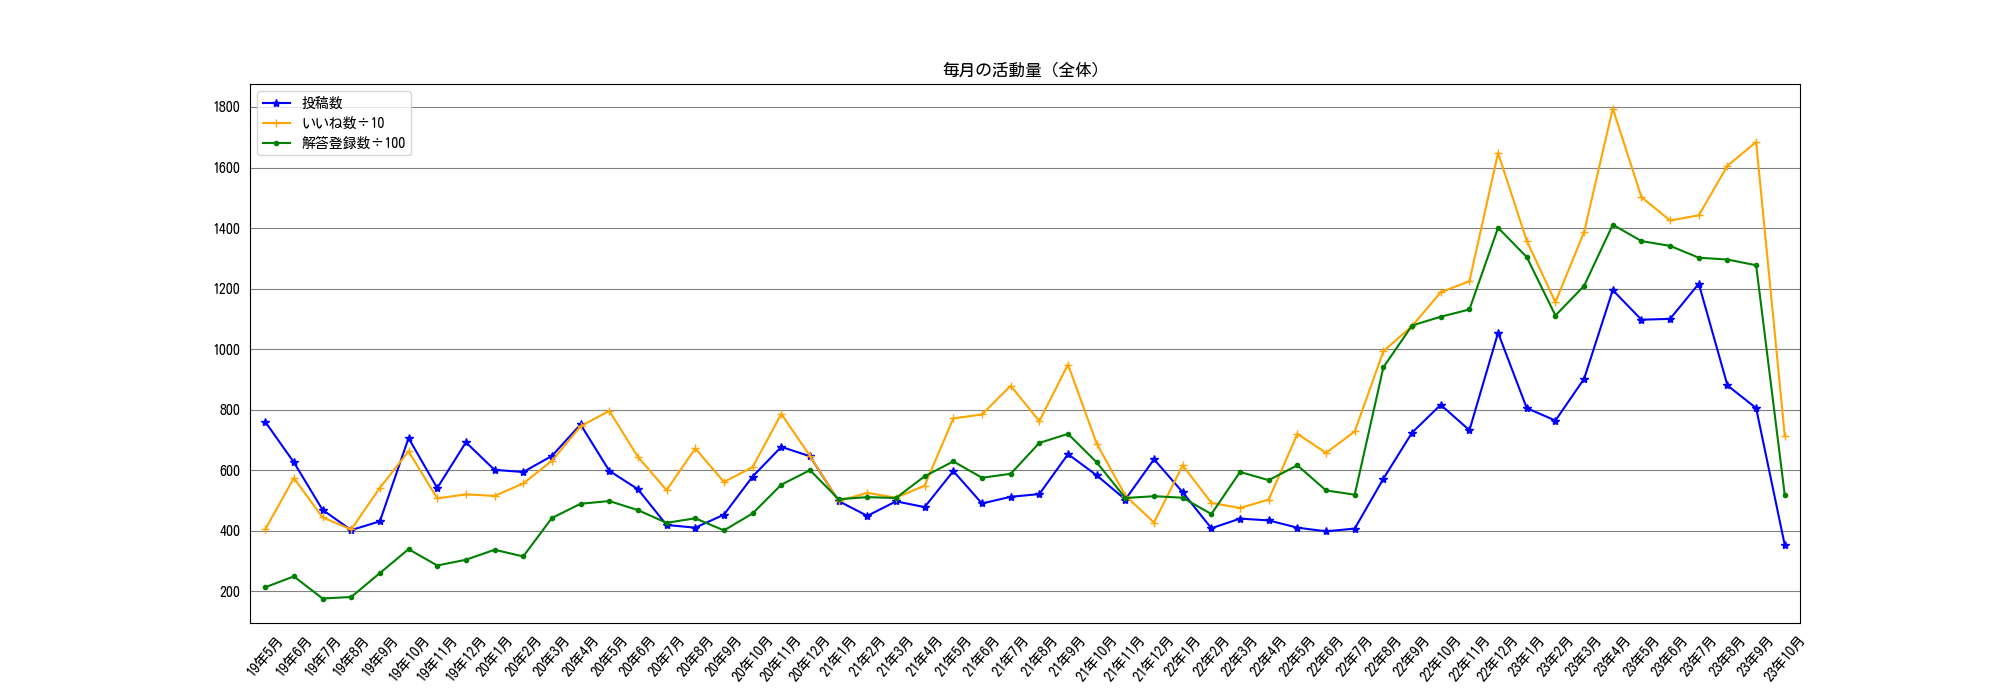 毎月の活動量（全体）
投稿数
いいね数÷10
解答登録数÷100
1800
1600
1400
1200
1000
800
600
400
200
19年5月
19年6月
19年7月
19年8月
19年9月
19年10月
19年11月
19年12月
20年1月
20年2月
20年3月
20年4月
20年5月
20年6月
20年7月
20年8月
20年9月
20年10月
20年11月
20年12月
21年1月
21年2月
21年3月
21年4月
21年5月
21年6月
21年7月
21年8月
21年9月
21年10月
21年11月
21年12月
22年1月
22年2月
22年3月
22年4月
22年5月
22年6月
22年7月
22年8月
22年9月
22年10月
22年11月
22年12月
23年1月
23年2月
23年3月
23年4月
23年5月
23年6月
23年7月
23年8月
23年9月
23年10月